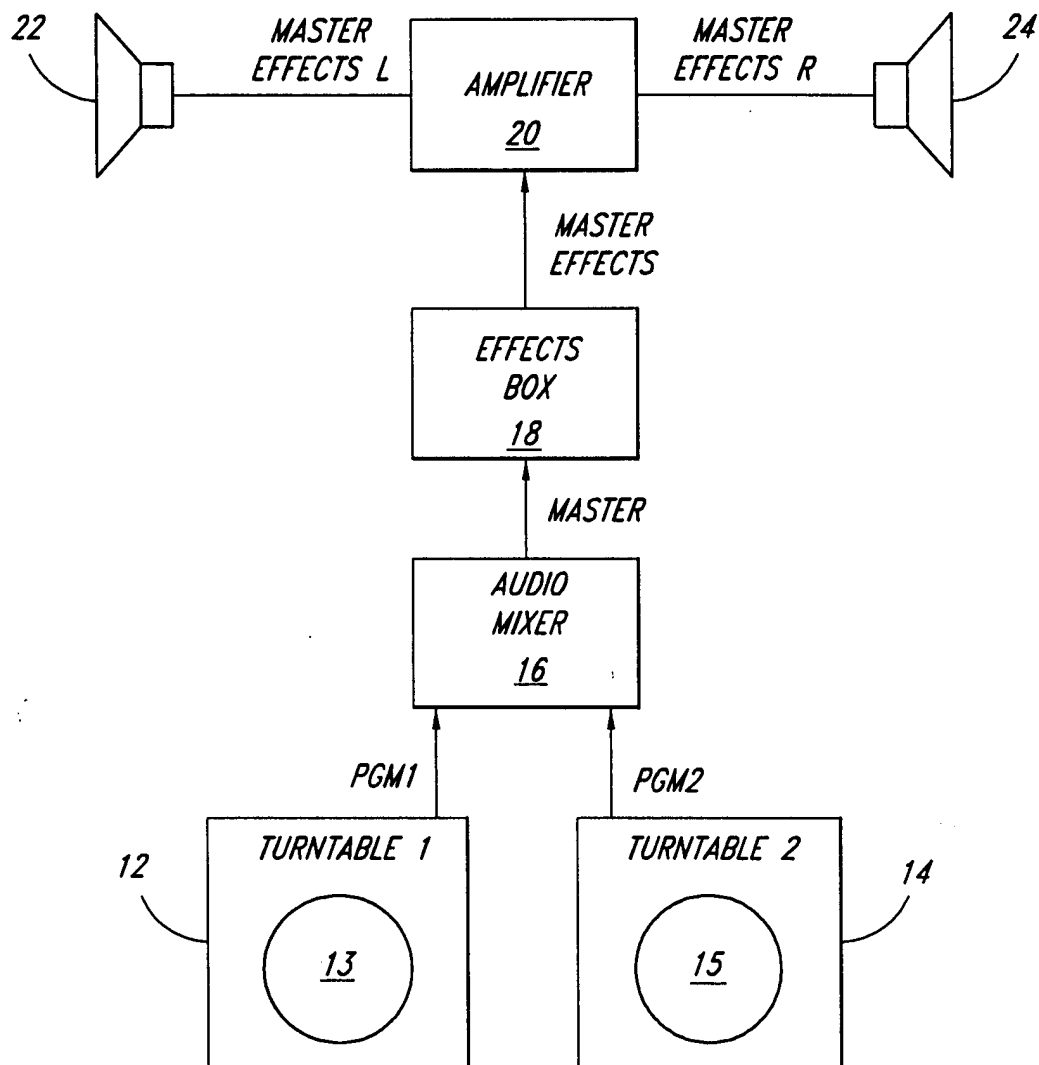 22
MASTER
EFFECTS L
AMPLIFIER
20
MASTER
EFFECTS R
24
MASTER
EFFECTS
EFFECTS
BOX
18
MASTER
AUDIO
MIXER
16
PGM1
PGM2
TURNTABLE 1
TURNTABLE 2
12
14
13
15